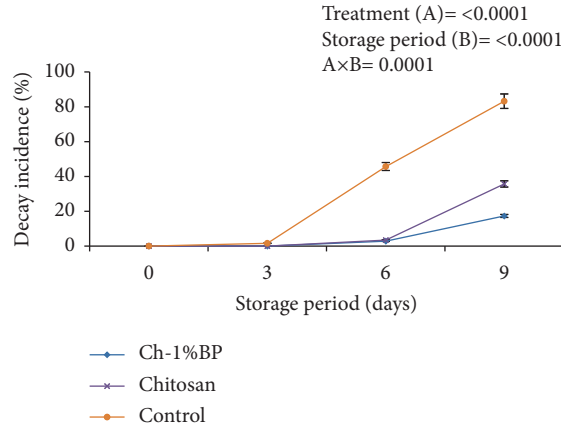 Treatment (A)= <0.0001
Storage period (B)= <0.0001
A×B= 0.0001
100
80
60
40
20
0
Decay incidence (%)
0 3 6 9
Storage period (days)
Ch-1%BP
Chitosan
Control